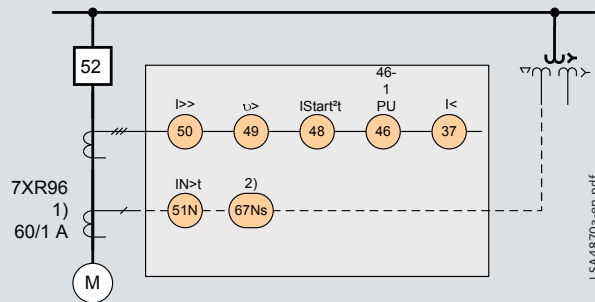 52
46-
1
PU
I>>
ʋ>
IStart²t
I<
50
49
48
46
37
7XR96
1)
60/1 A
IN>t
2)
51N
67Ns
M
LSA4870a-en.pdf